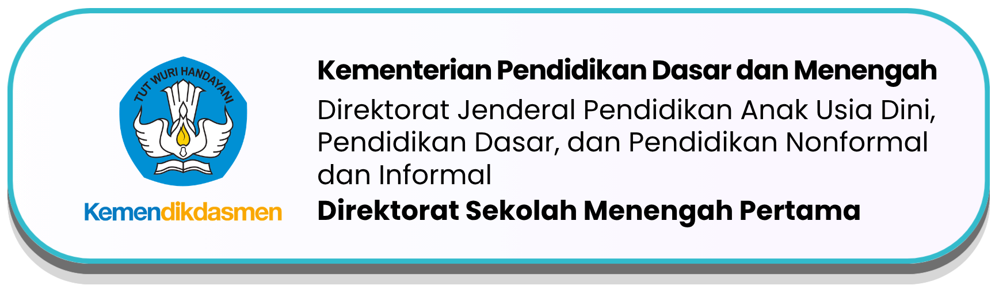 TUT WURI HANDAYANI
Kemendikdasmen
Kementerian Pendidikan Dasar dan Menengah
Direktorat Jenderal Pendidikan Anak Usia Dini,
Pendidikan Dasar, dan Pendidikan Nonformal
dan Informal
Direktorat Sekolah Menengah Pertama